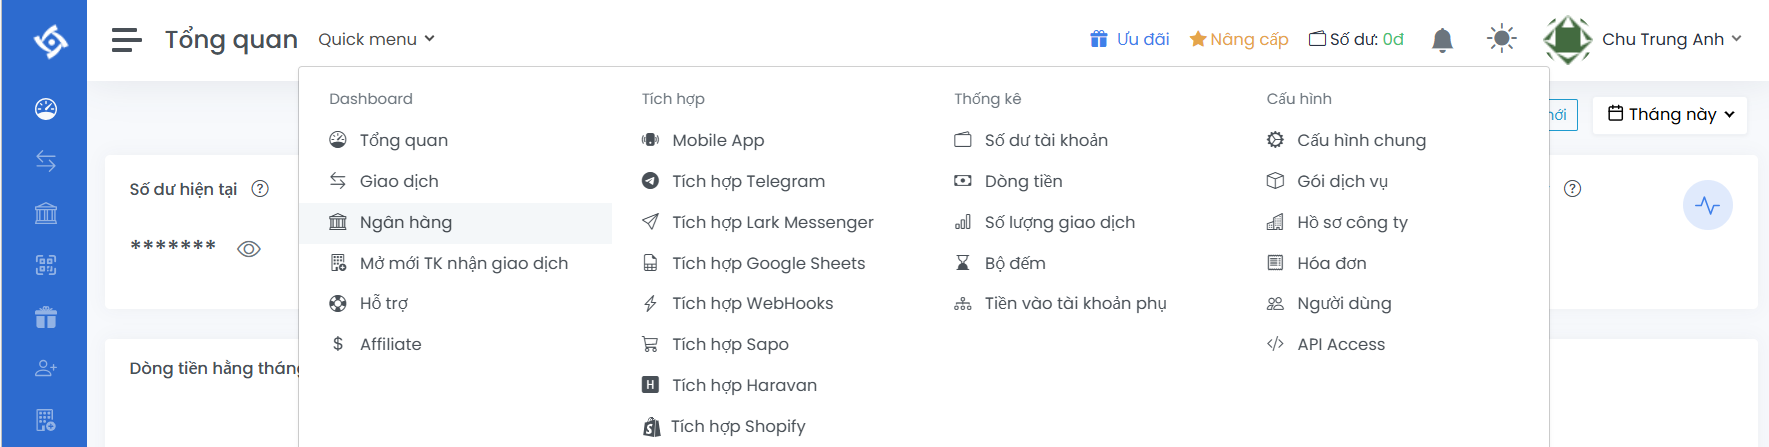 Tổng quan
Quick menu
Ưu đãi
Nâng cấp
Số dư: 0đ
Chu Trung Anh
Tháng này
Số dư hiện tại
*******
Dòng tiền hằng tháng
Dashboard
Tổng quan
Giao dịch
Ngân hàng
Mở mới TK nhận giao dịch
Hỗ trợ
Affiliate
Tích hợp
Mobile App
Tích hợp Telegram
Tích hợp Lark Messenger
Tích hợp Google Sheets
Tích hợp WebHooks
Tích hợp Sapo
Tích hợp Haravan
Tích hợp Shopify
Thống kê
Số dư tài khoản
Dòng tiền
Số lượng giao dịch
Bộ đếm
Tiền vào tài khoản phụ
Cấu hình
Cấu hình chung
Gói dịch vụ
Hồ sơ công ty
Hóa đơn
Người dùng
API Access